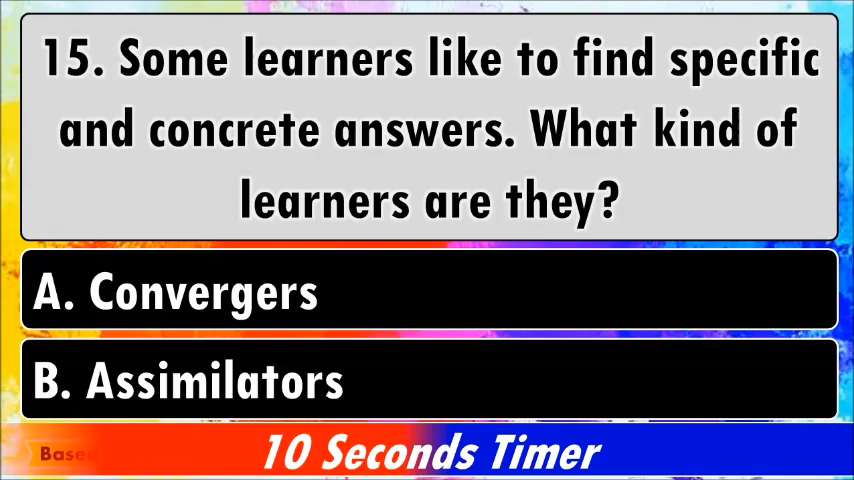 15. Some learners like to find specific
and concrete answers. What kind of
learners are they?
A. Convergers
B. Assimilators
10 Seconds Timer